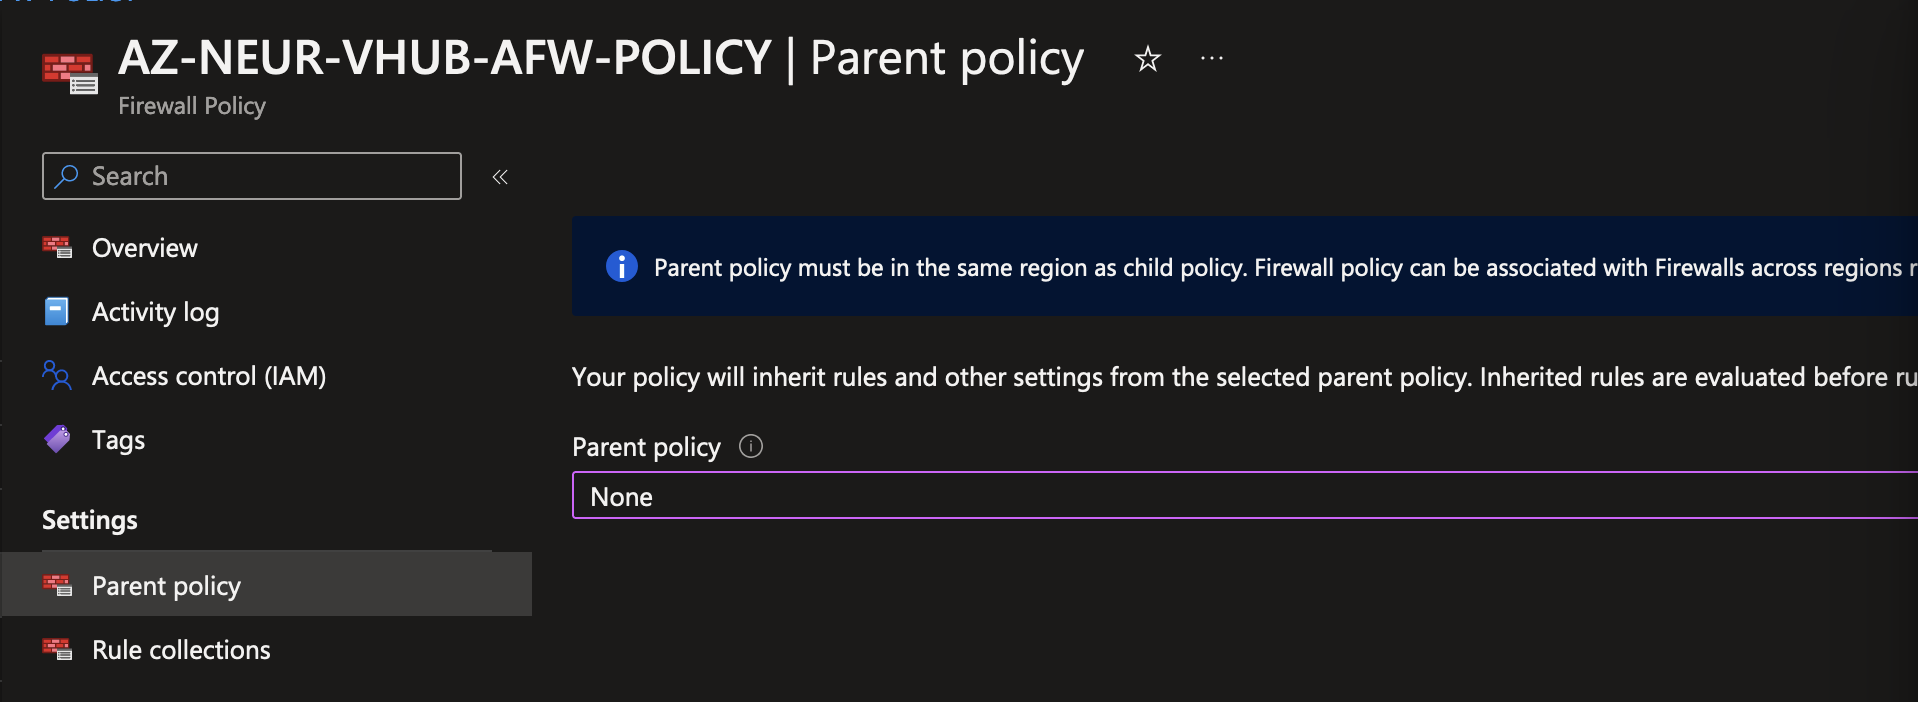 AZ-NEUR-VHUB-AFW-POLICY | Parent policy
Firewall Policy
Search
Overview
Activity log
Access control (IAM)
Tags
Settings
Parent policy
Rule collections
Parent policy must be in the same region as child policy. Firewall policy can be associated with Firewalls across regions
Your policy will inherit rules and other settings from the selected parent policy. Inherited rules are evaluated before
Parent policy
None